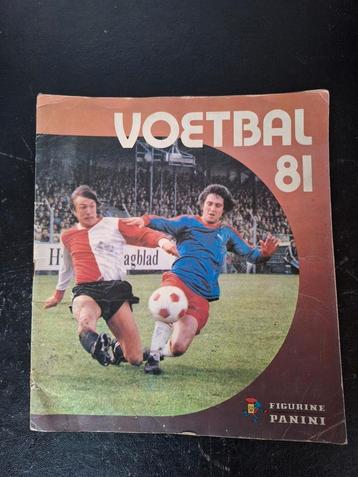 VOETBAL
81
H
agblad
FIGURINE
PANINI